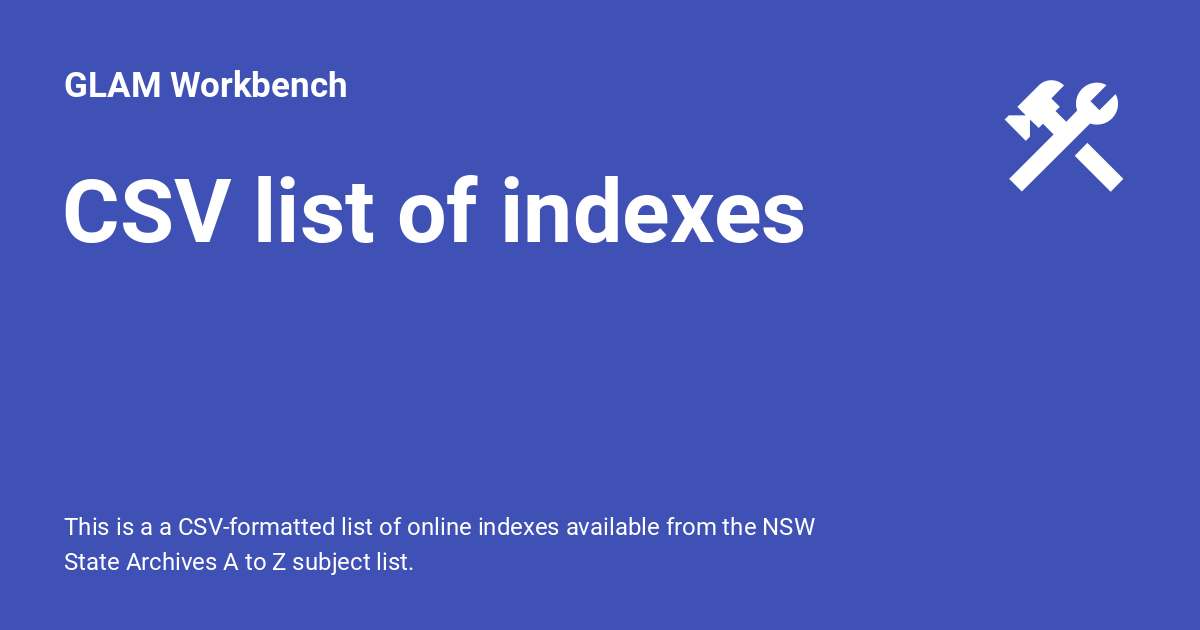 GLAM Workbench
CSV list of indexes
This is a a CSV-formatted list of online indexes available from the NSW
State Archives A to Z subject list.